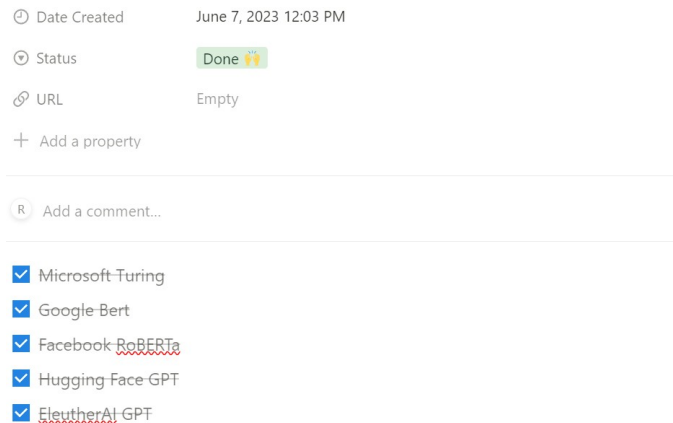 Date Created June 7, 2023 12:03 PM
Status Done 🙌
URL Empty
Add a property
R Add a comment...
Microsoft Turing
Google Bert
Facebook RoBERTa
Hugging Face GPT
EleutherAI GPT